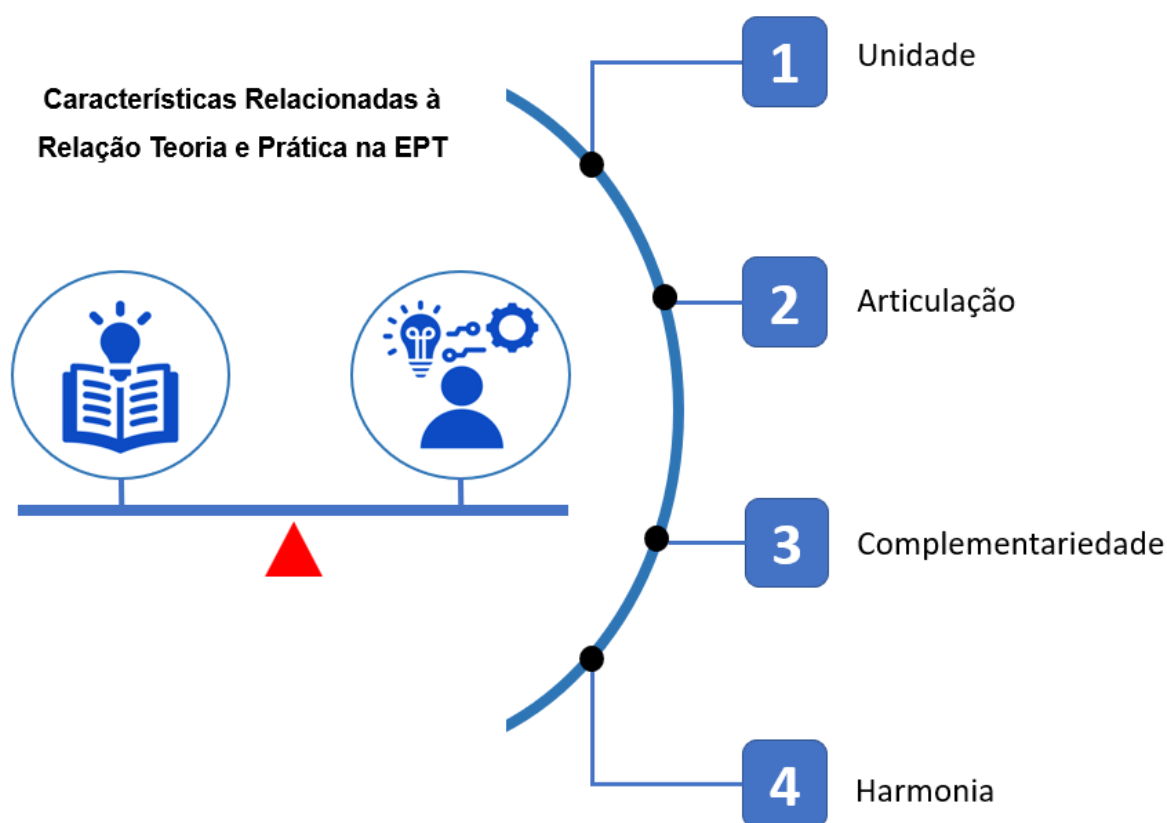 Características Relacionadas à
Relação Teoria e Prática na EPT
1 Unidade
2 Articulação
3 Complementariedade
4 Harmonia